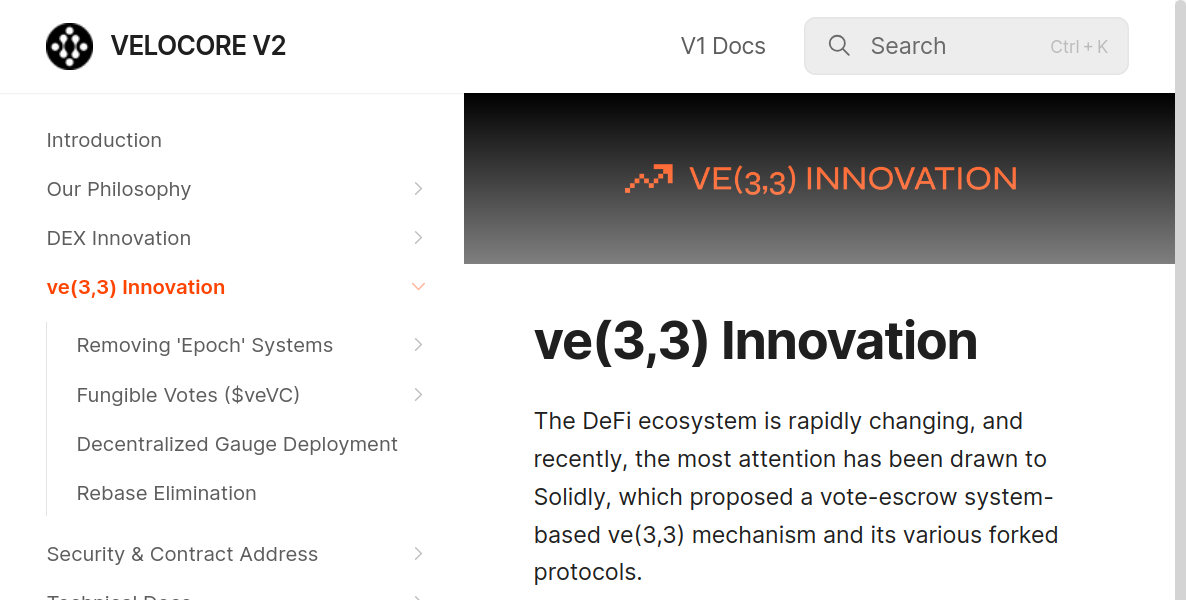 VELOCORE V2
V1 Docs
Search
Ctrl + K
Introduction
Our Philosophy
DEX Innovation
ve(3,3) Innovation
Removing 'Epoch' Systems
Fungible Votes ($veVC)
Decentralized Gauge Deployment
Rebase Elimination
Security & Contract Address
Technical Docs
VE(3,3) INNOVATION
ve(3,3) Innovation
The DeFi ecosystem is rapidly changing, and
recently, the most attention has been drawn to
Solidly, which proposed a vote-escrow system-
based ve(3,3) mechanism and its various forked
protocols.